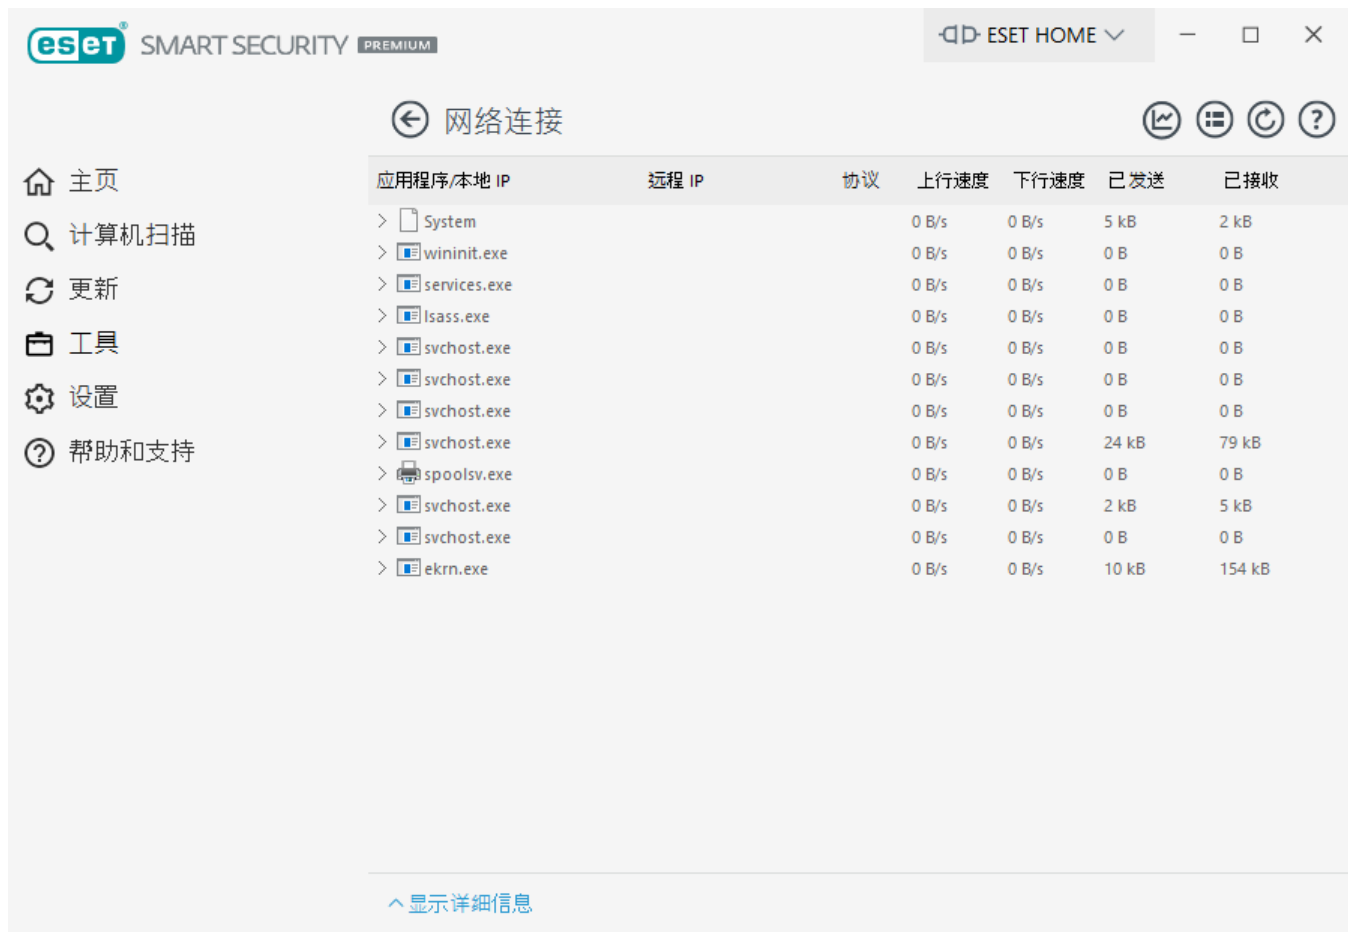 eset® SMART SECURITY PREMIUM
ESET HOME
网络连接
主页
计算机扫描
更新
工具
设置
帮助和支持
应用程序/本地 IP 远程 IP 协议 上行速度 下行速度 已发送 已接收
System 0 B/s 0 B/s 5 kB 2 kB
wininit.exe 0 B/s 0 B/s 0 B 0 B
services.exe 0 B/s 0 B/s 0 B 0 B
lsass.exe 0 B/s 0 B/s 0 B 0 B
svchost.exe 0 B/s 0 B/s 0 B 0 B
svchost.exe 0 B/s 0 B/s 0 B 0 B
svchost.exe 0 B/s 0 B/s 0 B 0 B
svchost.exe 0 B/s 0 B/s 24 kB 79 kB
spoolsv.exe 0 B/s 0 B/s 0 B 0 B
svchost.exe 0 B/s 0 B/s 2 kB 5 kB
svchost.exe 0 B/s 0 B/s 0 B 0 B
ekrn.exe 0 B/s 0 B/s 10 kB 154 kB
显示详细信息